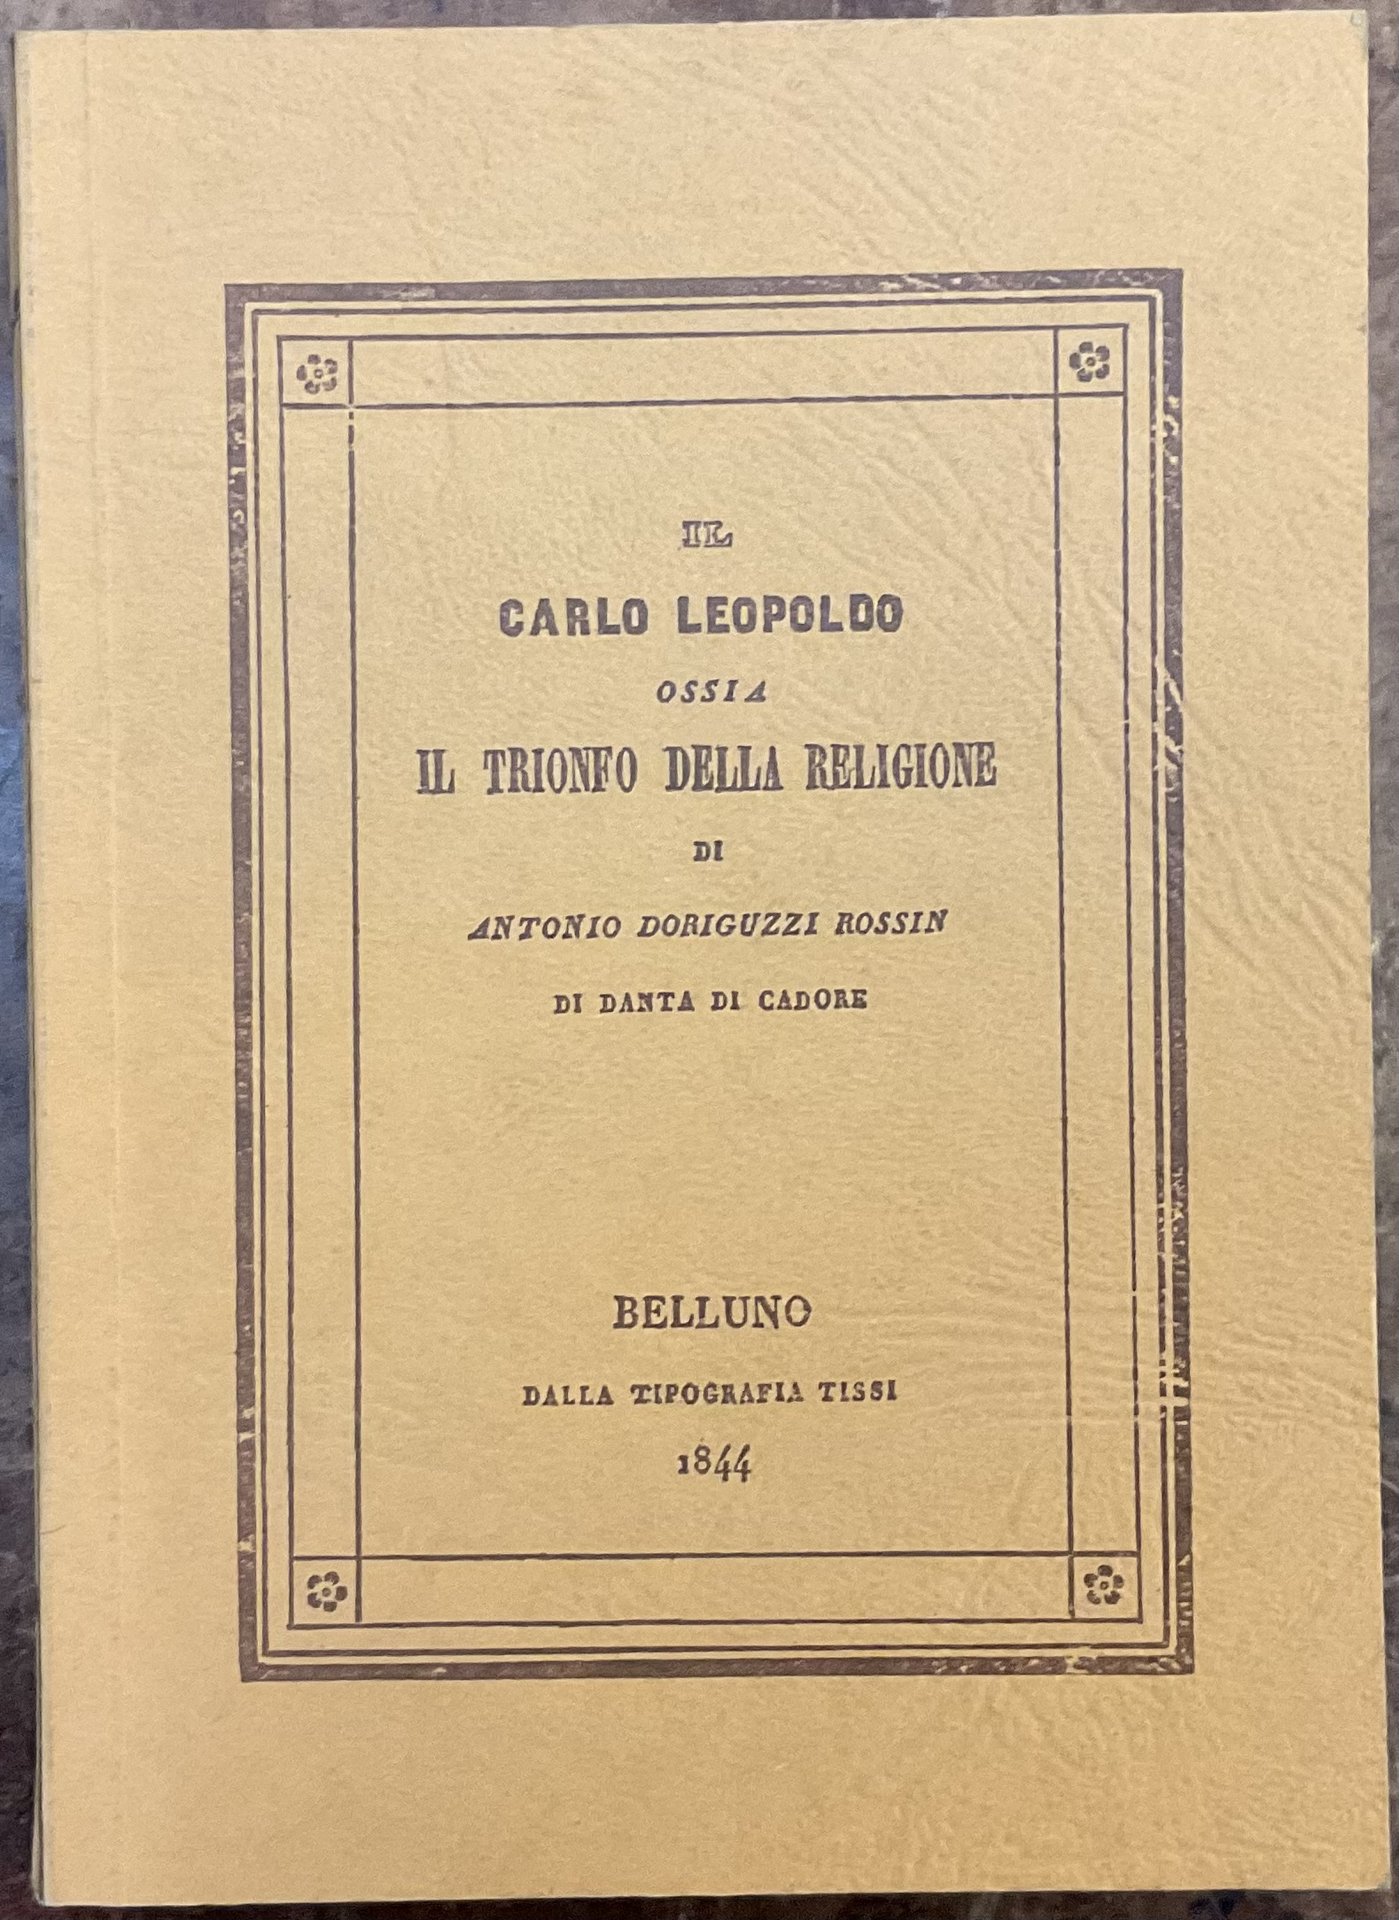 IL
CARLO LEOPOLDO
OSSIA
IL TRIONFO DELLA RELIGIONE
DI
ANTONIO DORIGUZZI ROSSIN
DI DANTA DI CADORE
BELLUNO
DALLA TIPOGRAFIA TISSI
1844